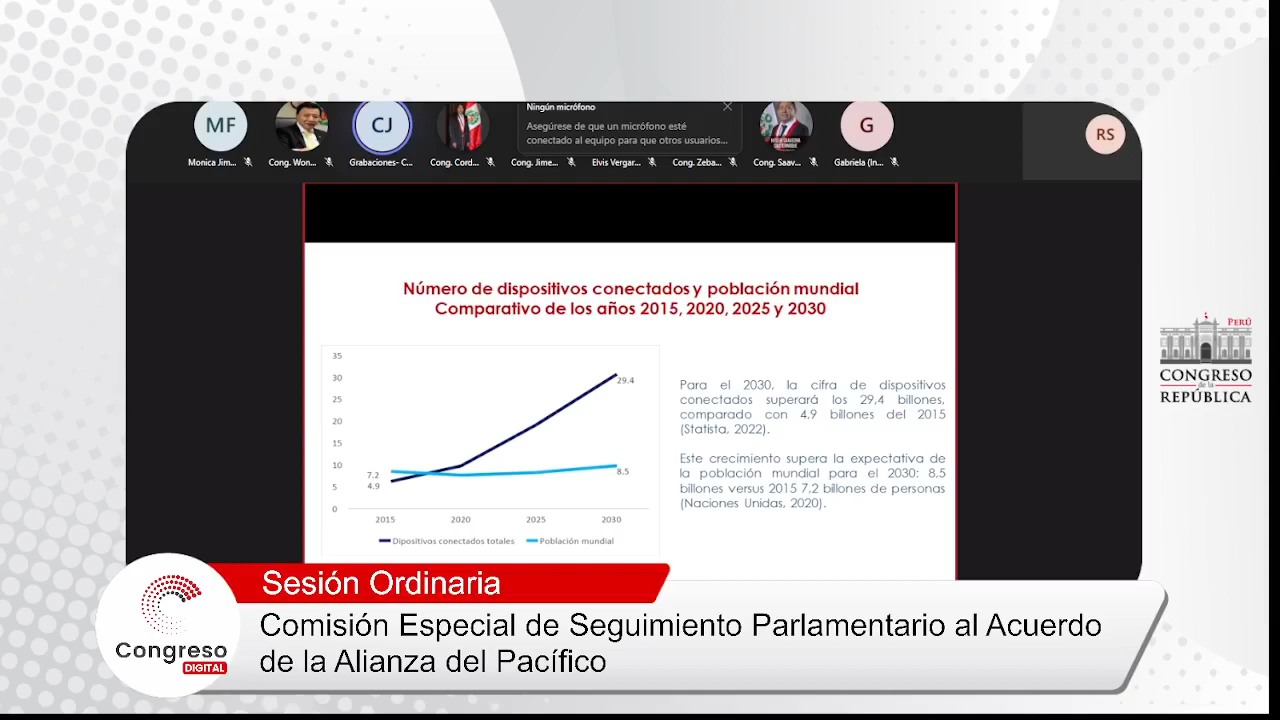 Ningún micrófono
MF
CJ
G
RS
Asegúrese de que un micrófono esté
conectado al equipo para que otros usuarios...
Monica Jim...
Cong. Won...
Grabaciones- C...
Cong. Cord...
Cong. Jime...
Elvis Vergar...
Cong. Zeba...
Cong. Saav...
Gabriela (In...
Número de dispositivos conectados y población mundial
Comparativo de los años 2015, 2020, 2025 y 2030
35
30
25
20
15
10
5
0
29.4
7.2
4.9
8.5
2015
2020
2025
2030
Dipositivos conectados totales
Población mundial
Para el 2030, la cifra de dispositivos
conectados superará los 29,4 billones,
comparado con 4.9 billones del 2015
(Statista, 2022).
Este crecimiento supera la expectativa de
la población mundial para el 2030: 8.5
billones versus 2015 7.2 billones de personas
(Naciones Unidas, 2020).
PERÚ
CONGRESO
de la
REPÚBLICA
Sesión Ordinaria
Comisión Especial de Seguimiento Parlamentario al Acuerdo
de la Alianza del Pacífico
Congreso
DIGITAL